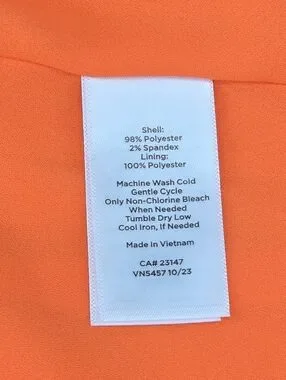 Shell:
98% Polyester
2% Spandex
Lining:
100% Polyester
Machine Wash Cold
Gentle Cycle
Only Non-Chlorine Bleach
When Needed
Tumble Dry Low
Cool Iron, If Needed
Made in Vietnam
CA# 23147
VN5457 10/23